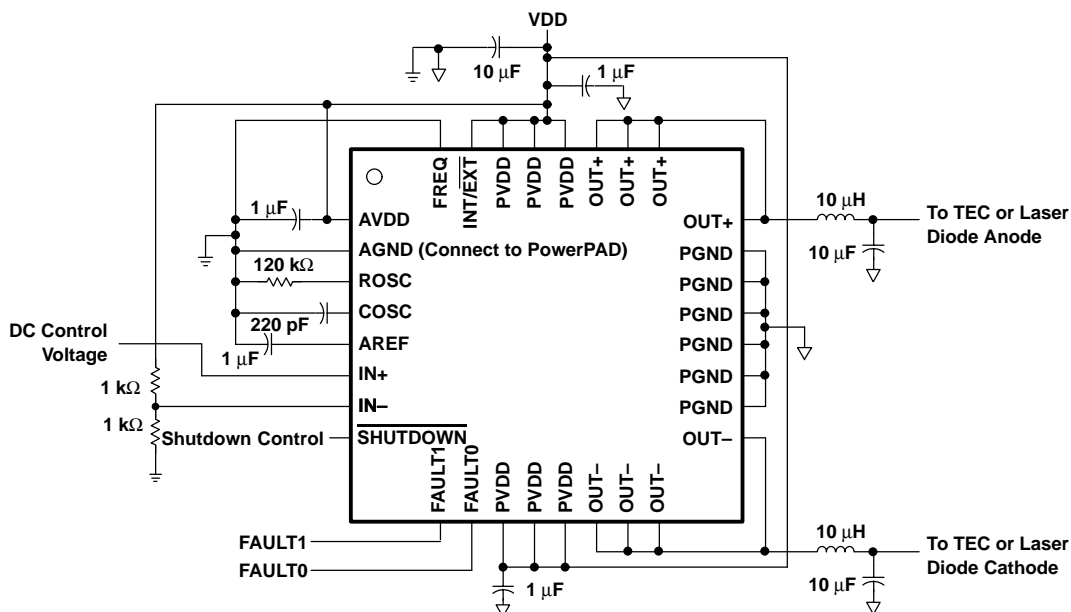 VDD
10 µF
1 µF
FREQ
INT/EXT
PVDD
PVDD
PVDD
OUT+
OUT+
OUT+
1 µF
AVDD
AGND (Connect to PowerPAD)
120 kΩ
ROSC
COSC
220 pF
AREF
1 µF
DC Control
Voltage
IN+
1 kΩ
IN–
1 kΩ
Shutdown Control
SHUTDOWN
OUT+
PGND
PGND
PGND
PGND
PGND
PGND
OUT–
10 µH
To TEC or Laser
Diode Anode
10 µF
FAULT1
FAULT0
PVDD
PVDD
PVDD
OUT–
OUT–
OUT–
FAULT1
FAULT0
1 µF
10 µH
To TEC or Laser
Diode Cathode
10 µF